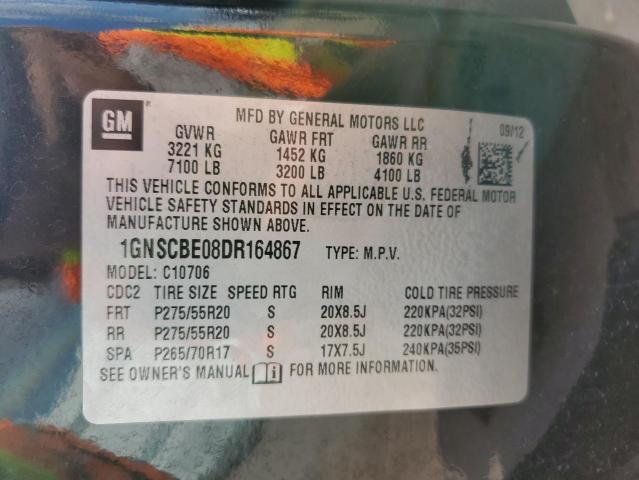 GM ®
MFD BY GENERAL MOTORS LLC
09/12
GVWR GAWR FRT GAWR RR
3221 KG 1452 KG 1860 KG
7100 LB 3200 LB 4100 LB
THIS VEHICLE CONFORMS TO ALL APPLICABLE U.S. FEDERAL MOTOR
VEHICLE SAFETY STANDARDS IN EFFECT ON THE DATE OF
MANUFACTURE SHOWN ABOVE.
1GNSCBE08DR164867 TYPE: M.P.V.
MODEL: C10706
CDC2 TIRE SIZE SPEED RTG RIM COLD TIRE PRESSURE
FRT P275/55R20 S 20X8.5J 220KPA(32PSI)
RR P275/55R20 S 20X8.5J 220KPA(32PSI)
SPA P265/70R17 S 17X7.5J 240KPA(35PSI)
SEE OWNER'S MANUAL FOR MORE INFORMATION.